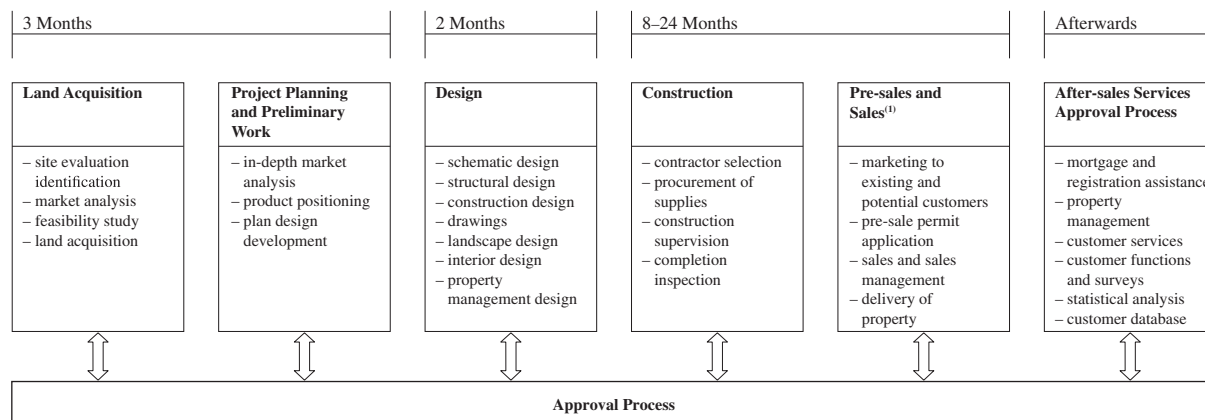 3 Months
2 Months
8–24 Months
Afterwards
Land Acquisition
– site evaluation
identification
– market analysis
– feasibility study
– land acquisition
Project Planning
and Preliminary
Work
– in-depth market
analysis
– product positioning
– plan design
development
Design
– schematic design
– structural design
– construction design
– drawings
– landscape design
– interior design
– property
management design
Construction
– contractor selection
– procurement of
supplies
– construction
supervision
– completion
inspection
Pre-sales and
Sales(1)
– marketing to
existing and
potential customers
– pre-sale permit
application
– sales and sales
management
– delivery of
property
After-sales Services
Approval Process
– mortgage and
registration assistance
– property
management
– customer services
– customer functions
and surveys
– statistical analysis
– customer database
Approval Process